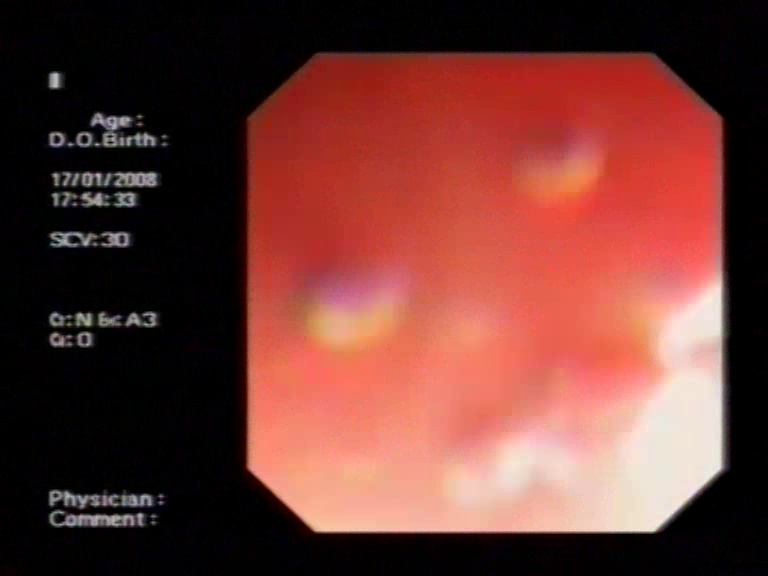 Age:
D.O.Birth:
17/01/2008
17:54:33
SCV:30
Physician:
Comment: